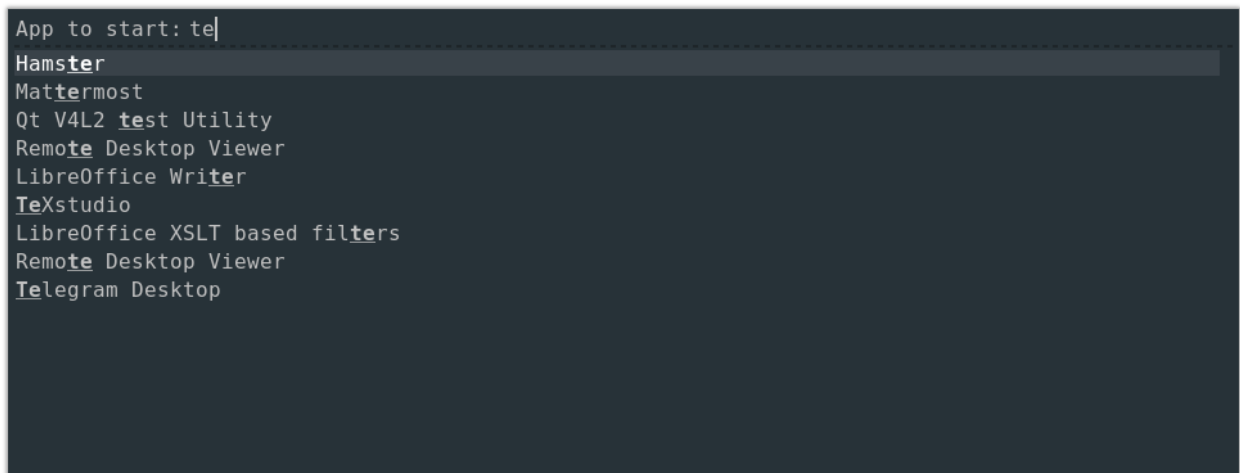 App to start: te
Hamster
Mattermost
Qt V4L2 test Utility
Remote Desktop Viewer
LibreOffice Writer
TeXstudio
LibreOffice XSLT based filters
Remote Desktop Viewer
Telegram Desktop